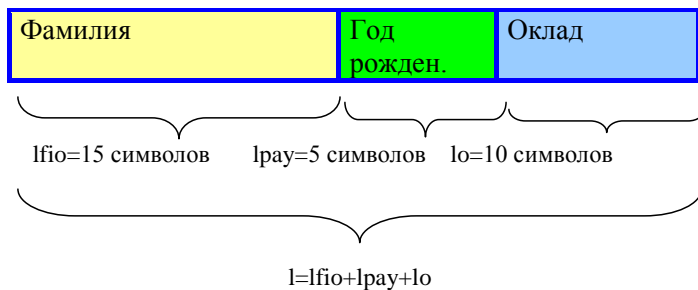 Фамилия
Год
рожден.
Оклад
lfio=15 символов
lpay=5 символов
lo=10 символов
l=lfio+lpay+lo